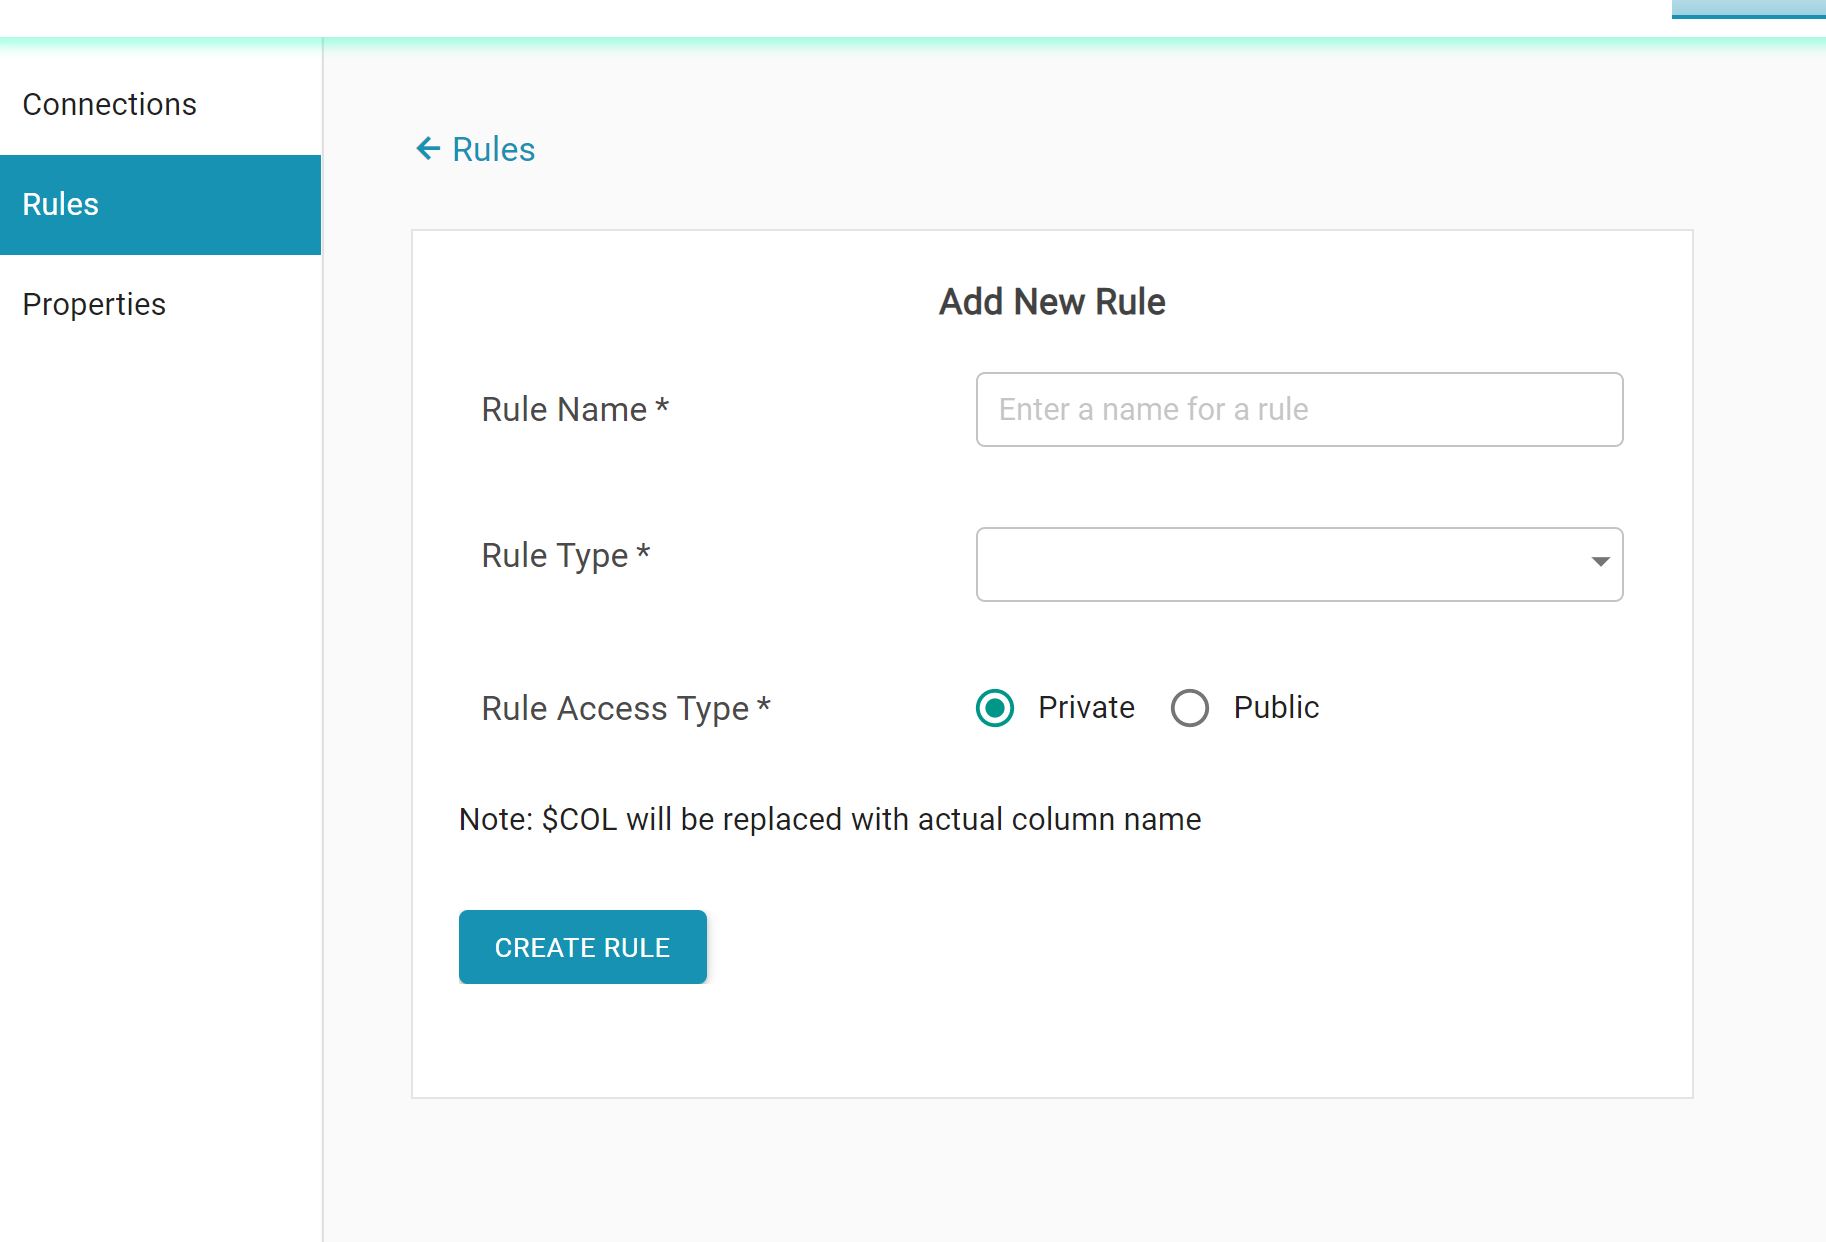 Connections
Rules
Properties
Rules
Add New Rule
Rule Name *
Enter a name for a rule
Rule Type *
Rule Access Type *
Private
Public
Note: $COL will be replaced with actual column name
CREATE RULE